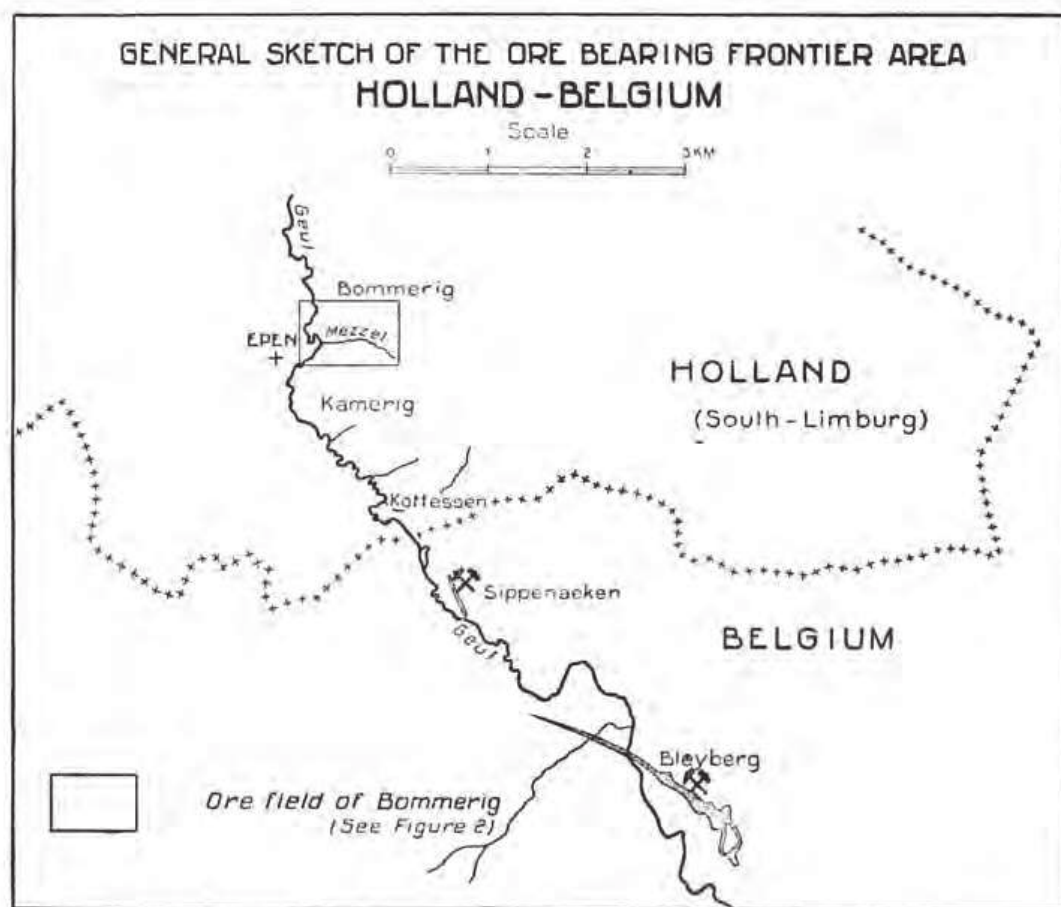 GENERAL SKETCH OF THE ORE BEARING FRONTIER AREA
HOLLAND - BELGIUM
Scale
0 1 2 3 KM
Geul
Bommerig
Mezzel
EPEN
HOLLAND
(South - Limburg)
Kamerig
Kottessen
Sippenaeken
Geul
BELGIUM
Bleyberg
Ore field of Bommerig
(See Figure 2)